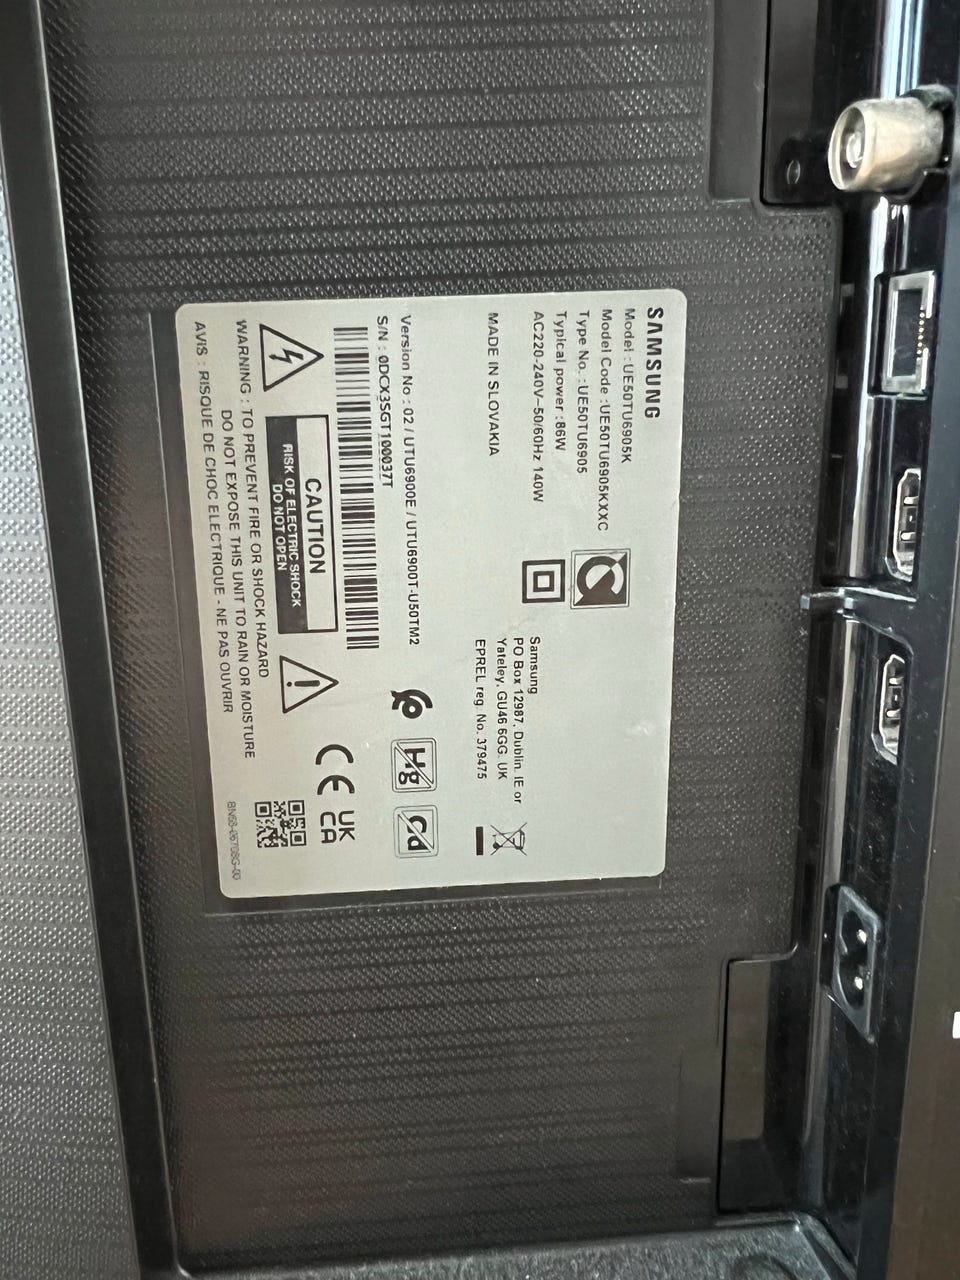 SAMSUNG
Model : UE50TU6905K
Model Code : UE50TU6905KXXC
Type No. : UE50TU6905
Typical power : 86W
AC220-240V~50/60Hz 140W
MADE IN SLOVAKIA
Samsung
PO Box 12987, Dublin. IE or
Yateley, GU46 6GG. UK
EPREL reg. No. 379475
Version No : 02 / UTU6900E / UTU6900T-U50TM2
S/N : 0DCX3SGT100037T
Hg
Cd
CAUTION
RISK OF ELECTRIC SHOCK
DO NOT OPEN
CE
UK
CA
WARNING : TO PREVENT FIRE OR SHOCK HAZARD
DO NOT EXPOSE THIS UNIT TO RAIN OR MOISTURE
AVIS : RISQUE DE CHOC ELECTRIQUE - NE PAS OUVRIR
BN68-06708G-00